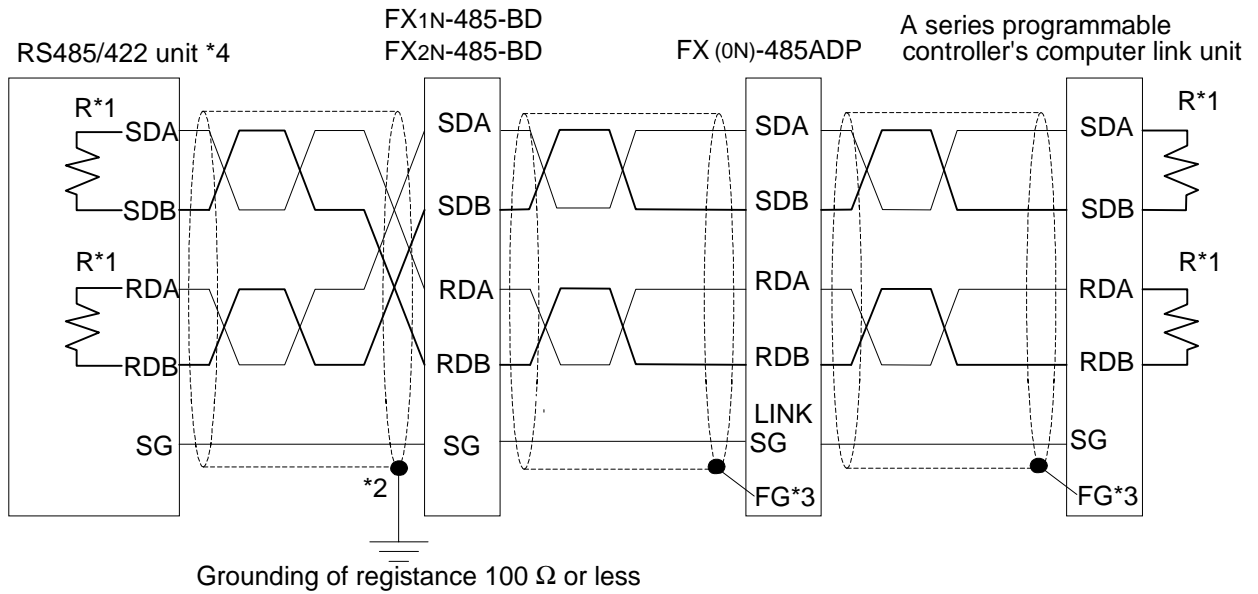 FX1N-485-BD
FX2N-485-BD
RS485/422 unit *4
FX (0N)-485ADP
A series programmable
controller's computer link unit
R*1
SDA
SDB
R*1
RDA
RDB
SG
*2
SDA
SDB
RDA
RDB
SG
SDA
SDB
RDA
RDB
LINK
SG
FG*3
SDA
SDB
RDA
RDB
SG
FG*3
R*1
R*1
Grounding of registance 100 Ω or less